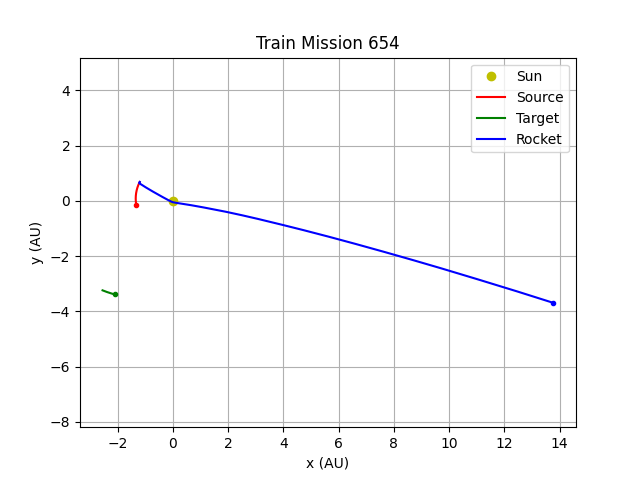 Train Mission 654
Sun
Source
Target
Rocket
4
2
0
−2
−4
−6
−8
y (AU)
−2
0
2
4
6
8
10
12
14
x (AU)